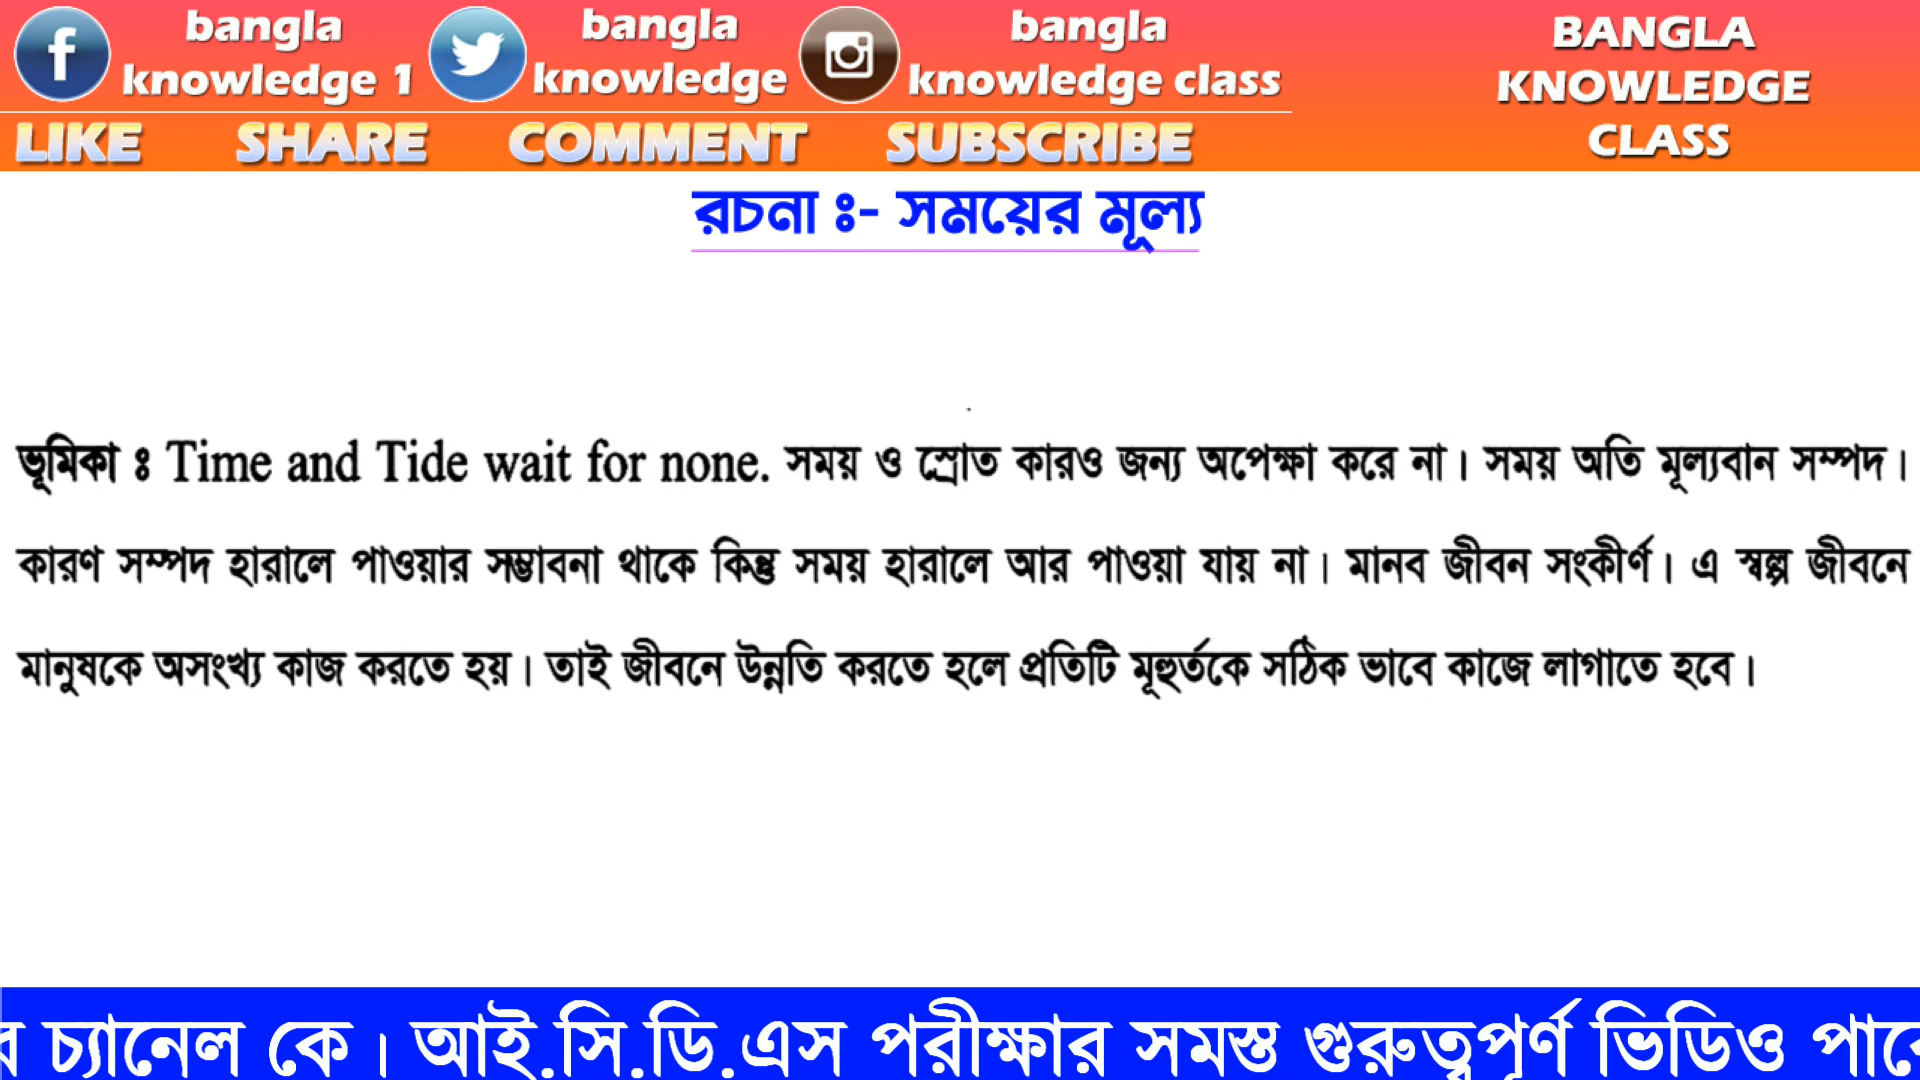 bangla knowledge 1
bangla knowledge
bangla knowledge class
BANGLA
KNOWLEDGE
CLASS
LIKE SHARE COMMENT SUBSCRIBE
রচনা ঃ- সময়ের মূল্য
ভূমিকা ঃ Time and Tide wait for none. সময় ও স্রোত কারও জন্য অপেক্ষা করে না। সময় অতি মূল্যবান সম্পদ।
কারণ সম্পদ হারালে পাওয়ার সম্ভাবনা থাকে কিন্তু সময় হারালে আর পাওয়া যায় না। মানব জীবন সংকীর্ণ। এ স্বল্প জীবনে
মানুষকে অসংখ্য কাজ করতে হয়। তাই জীবনে উন্নতি করতে হলে প্রতিটি মূহুর্তকে সঠিক ভাবে কাজে লাগাতে হবে।
চ্যানেল কে। আই.সি.ডি.এস পরীক্ষার সমস্ত গুরুত্বপূর্ণ ভিডিও